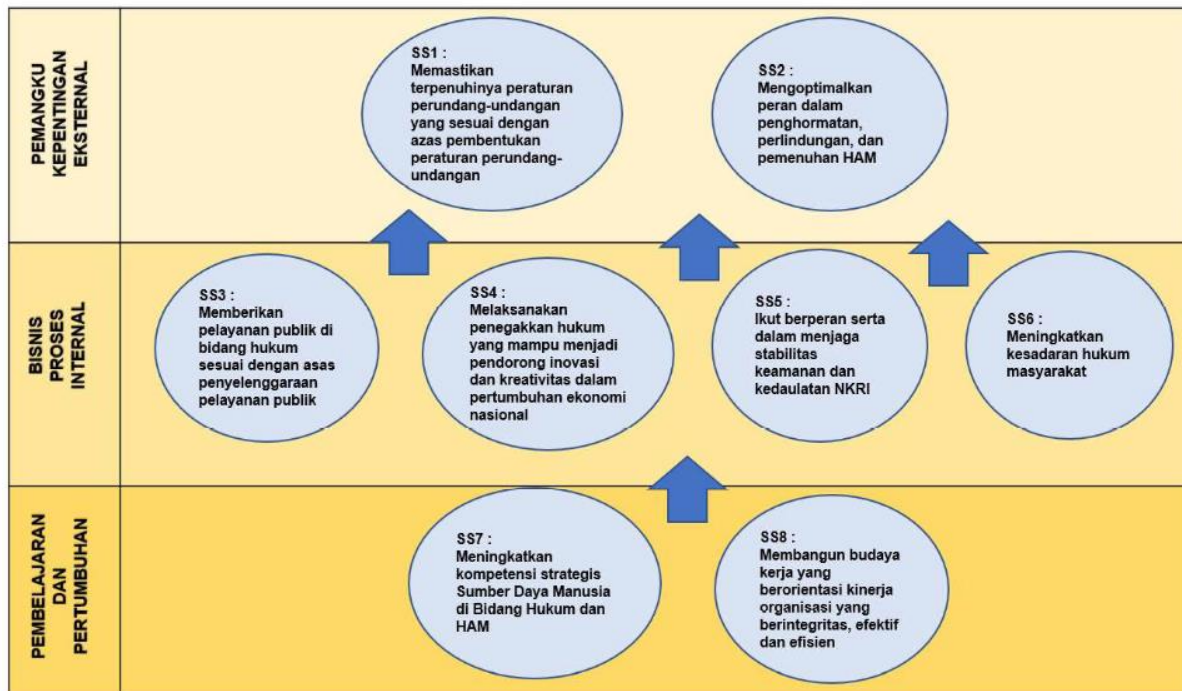 PEMANGKU
KEPENTINGAN
EKSTERNAL
SS1 :
Memastikan
terpenuhinya peraturan
perundang-undangan
yang sesuai dengan
azas pembentukan
peraturan perundang-
undangan
SS2 :
Mengoptimalkan
peran dalam
penghormatan,
perlindungan, dan
pemenuhan HAM
BISNIS
PROSES
INTERNAL
SS3 :
Memberikan
pelayanan publik di
bidang hukum
sesuai dengan asas
penyelenggaraan
pelayanan publik
SS4 :
Melaksanakan
penegakkan hukum
yang mampu menjadi
pendorong inovasi
dan kreativitas dalam
pertumbuhan ekonomi
nasional
SS5 :
Ikut berperan serta
dalam menjaga
stabilitas
keamanan dan
kedaulatan NKRI
SS6 :
Meningkatkan
kesadaran hukum
masyarakat
PEMBELAJARAN
DAN
PERTUMBUHAN
SS7 :
Meningkatkan
kompetensi strategis
Sumber Daya Manusia
di Bidang Hukum dan
HAM
SS8 :
Membangun budaya
kerja yang
berorientasi kinerja
organisasi yang
berintegritas, efektif
dan efisien